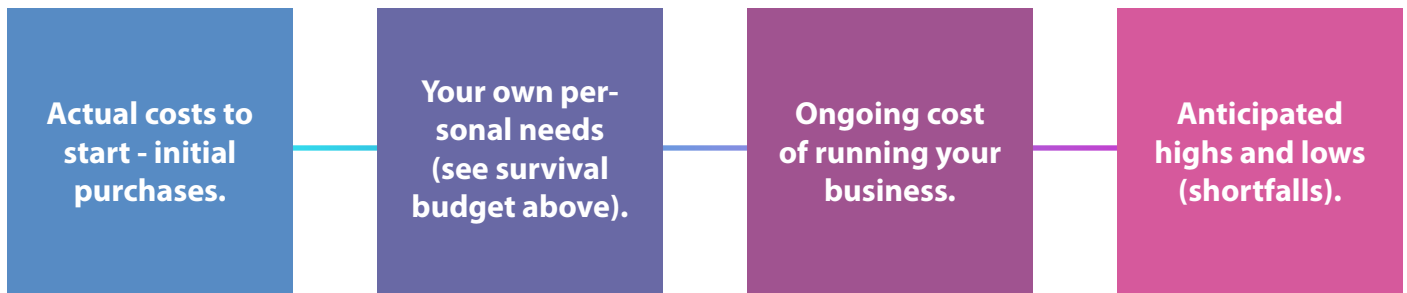 Actual costs to
start - initial
purchases.
Your own per-
sonal needs
(see survival
budget above).
Ongoing cost
of running your
business.
Anticipated
highs and lows
(shortfalls).